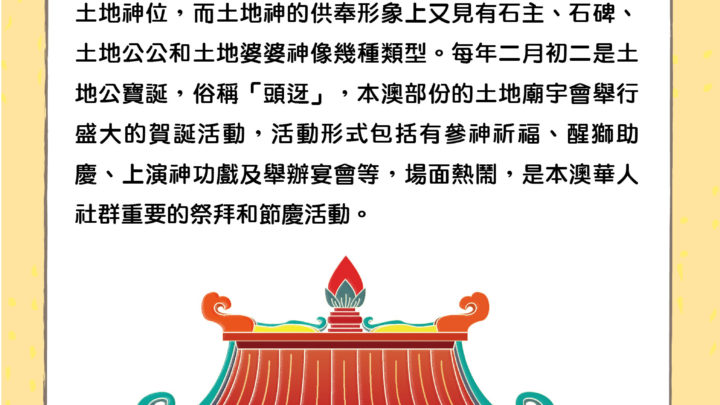 土地神位，而土地神的供奉形象上又見有石主、石碑、
土地公公和土地婆婆神像幾種類型。每年二月初二是土
地公寶誕，俗稱「頭迓」，本澳部份的土地廟宇會舉行
盛大的賀誕活動，活動形式包括有參神祈福、醒獅助
慶、上演神功戲及舉辦宴會等，場面熱鬧，是本澳華人
社群重要的祭拜和節慶活動。